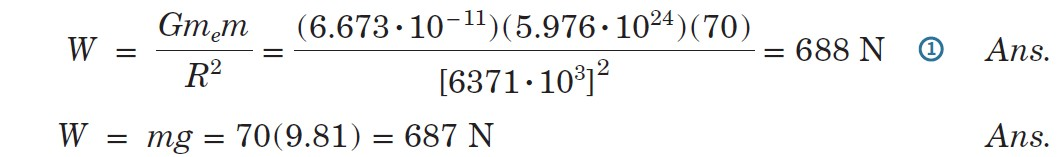 W = Gmₑm / R² = (6.673·10⁻¹¹)(5.976·10²⁴)(70) / [6371·10³]² = 688 N ① Ans.
W = mg = 70(9.81) = 687 N Ans.